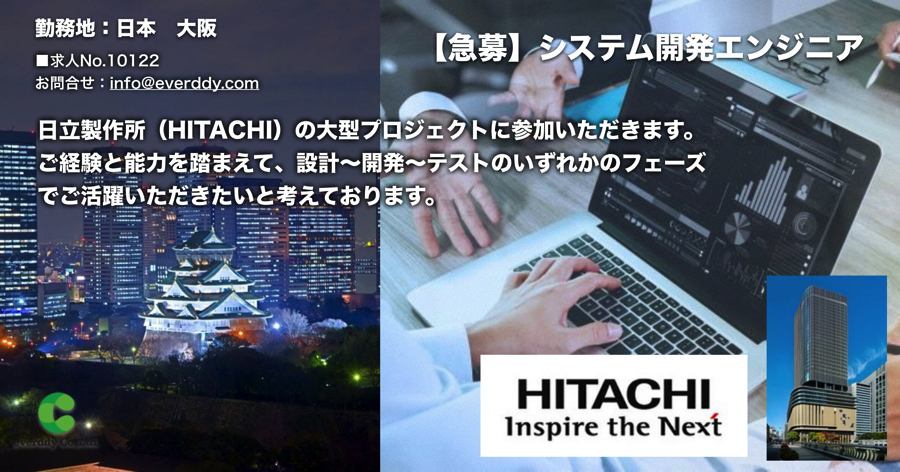 勤務地：日本　大阪
■求人No.10122
お問合せ：info@everddy.com
【急募】システム開発エンジニア
日立製作所（HITACHI）の大型プロジェクトに参加いただきます。
ご経験と能力を踏まえて、設計〜開発〜テストのいずれかのフェーズ
でご活躍いただきたいと考えております。
HITACHI
Inspire the Next